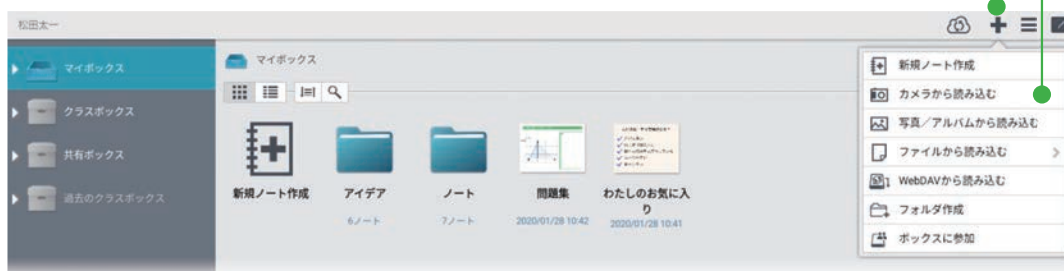 松田太一
マイボックス
クラスボックス
共有ボックス
過去のクラスボックス
マイボックス
新規ノート作成
アイデア
6ノート
ノート
7ノート
問題集
2020/01/28 10:42
わたしのお気に入
り
2020/01/28 10:41
新規ノート作成
カメラから読み込む
写真／アルバムから読み込む
ファイルから読み込む
WebDAVから読み込む
フォルダ作成
ボックスに参加